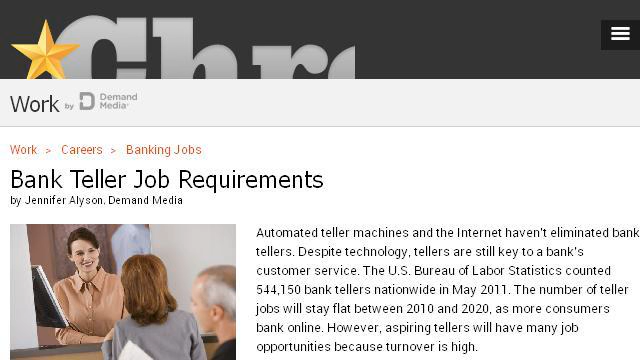 Chr
Work by Demand Media
Work > Careers > Banking Jobs
Bank Teller Job Requirements
by Jennifer Alyson, Demand Media
Automated teller machines and the Internet haven't eliminated bank
tellers. Despite technology, tellers are still key to a bank's
customer service. The U.S. Bureau of Labor Statistics counted
544,150 bank tellers nationwide in May 2011. The number of teller
jobs will stay flat between 2010 and 2020, as more consumers
bank online. However, aspiring tellers will have many job
opportunities because turnover is high.